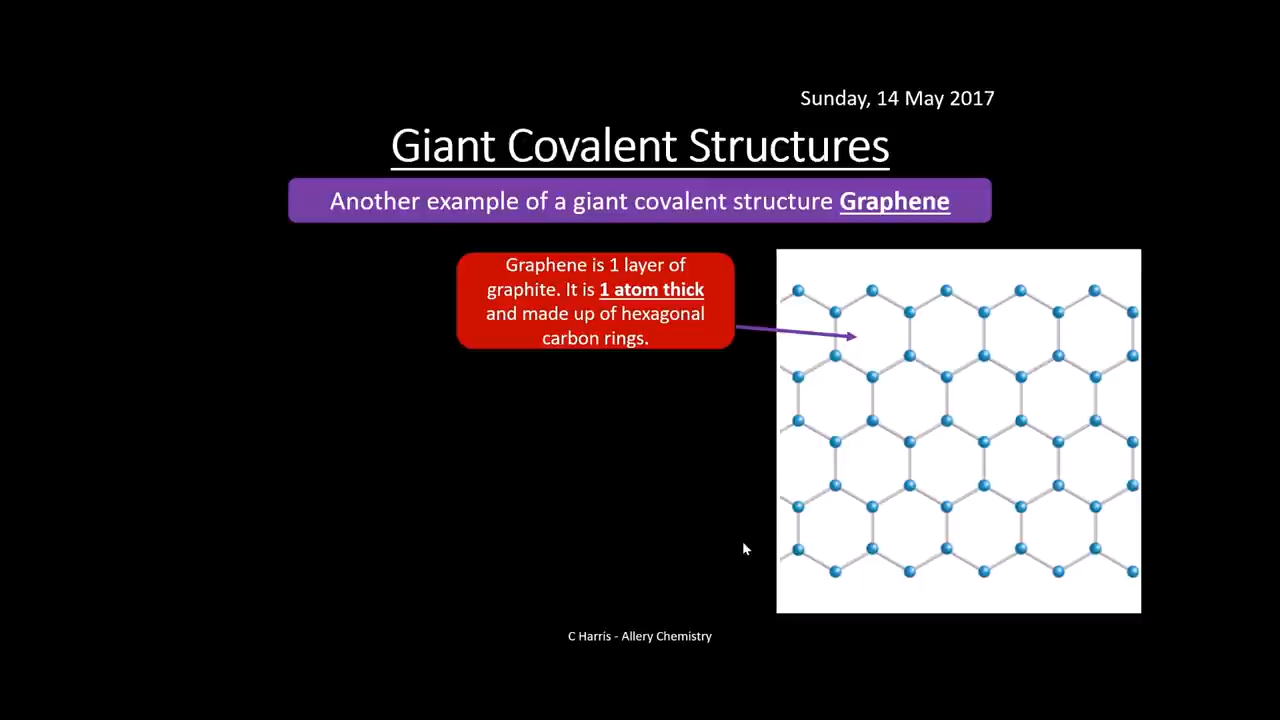 Sunday, 14 May 2017
Giant Covalent Structures
Another example of a giant covalent structure Graphene
Graphene is 1 layer of
graphite. It is 1 atom thick
and made up of hexagonal
carbon rings.
C Harris - Allery Chemistry